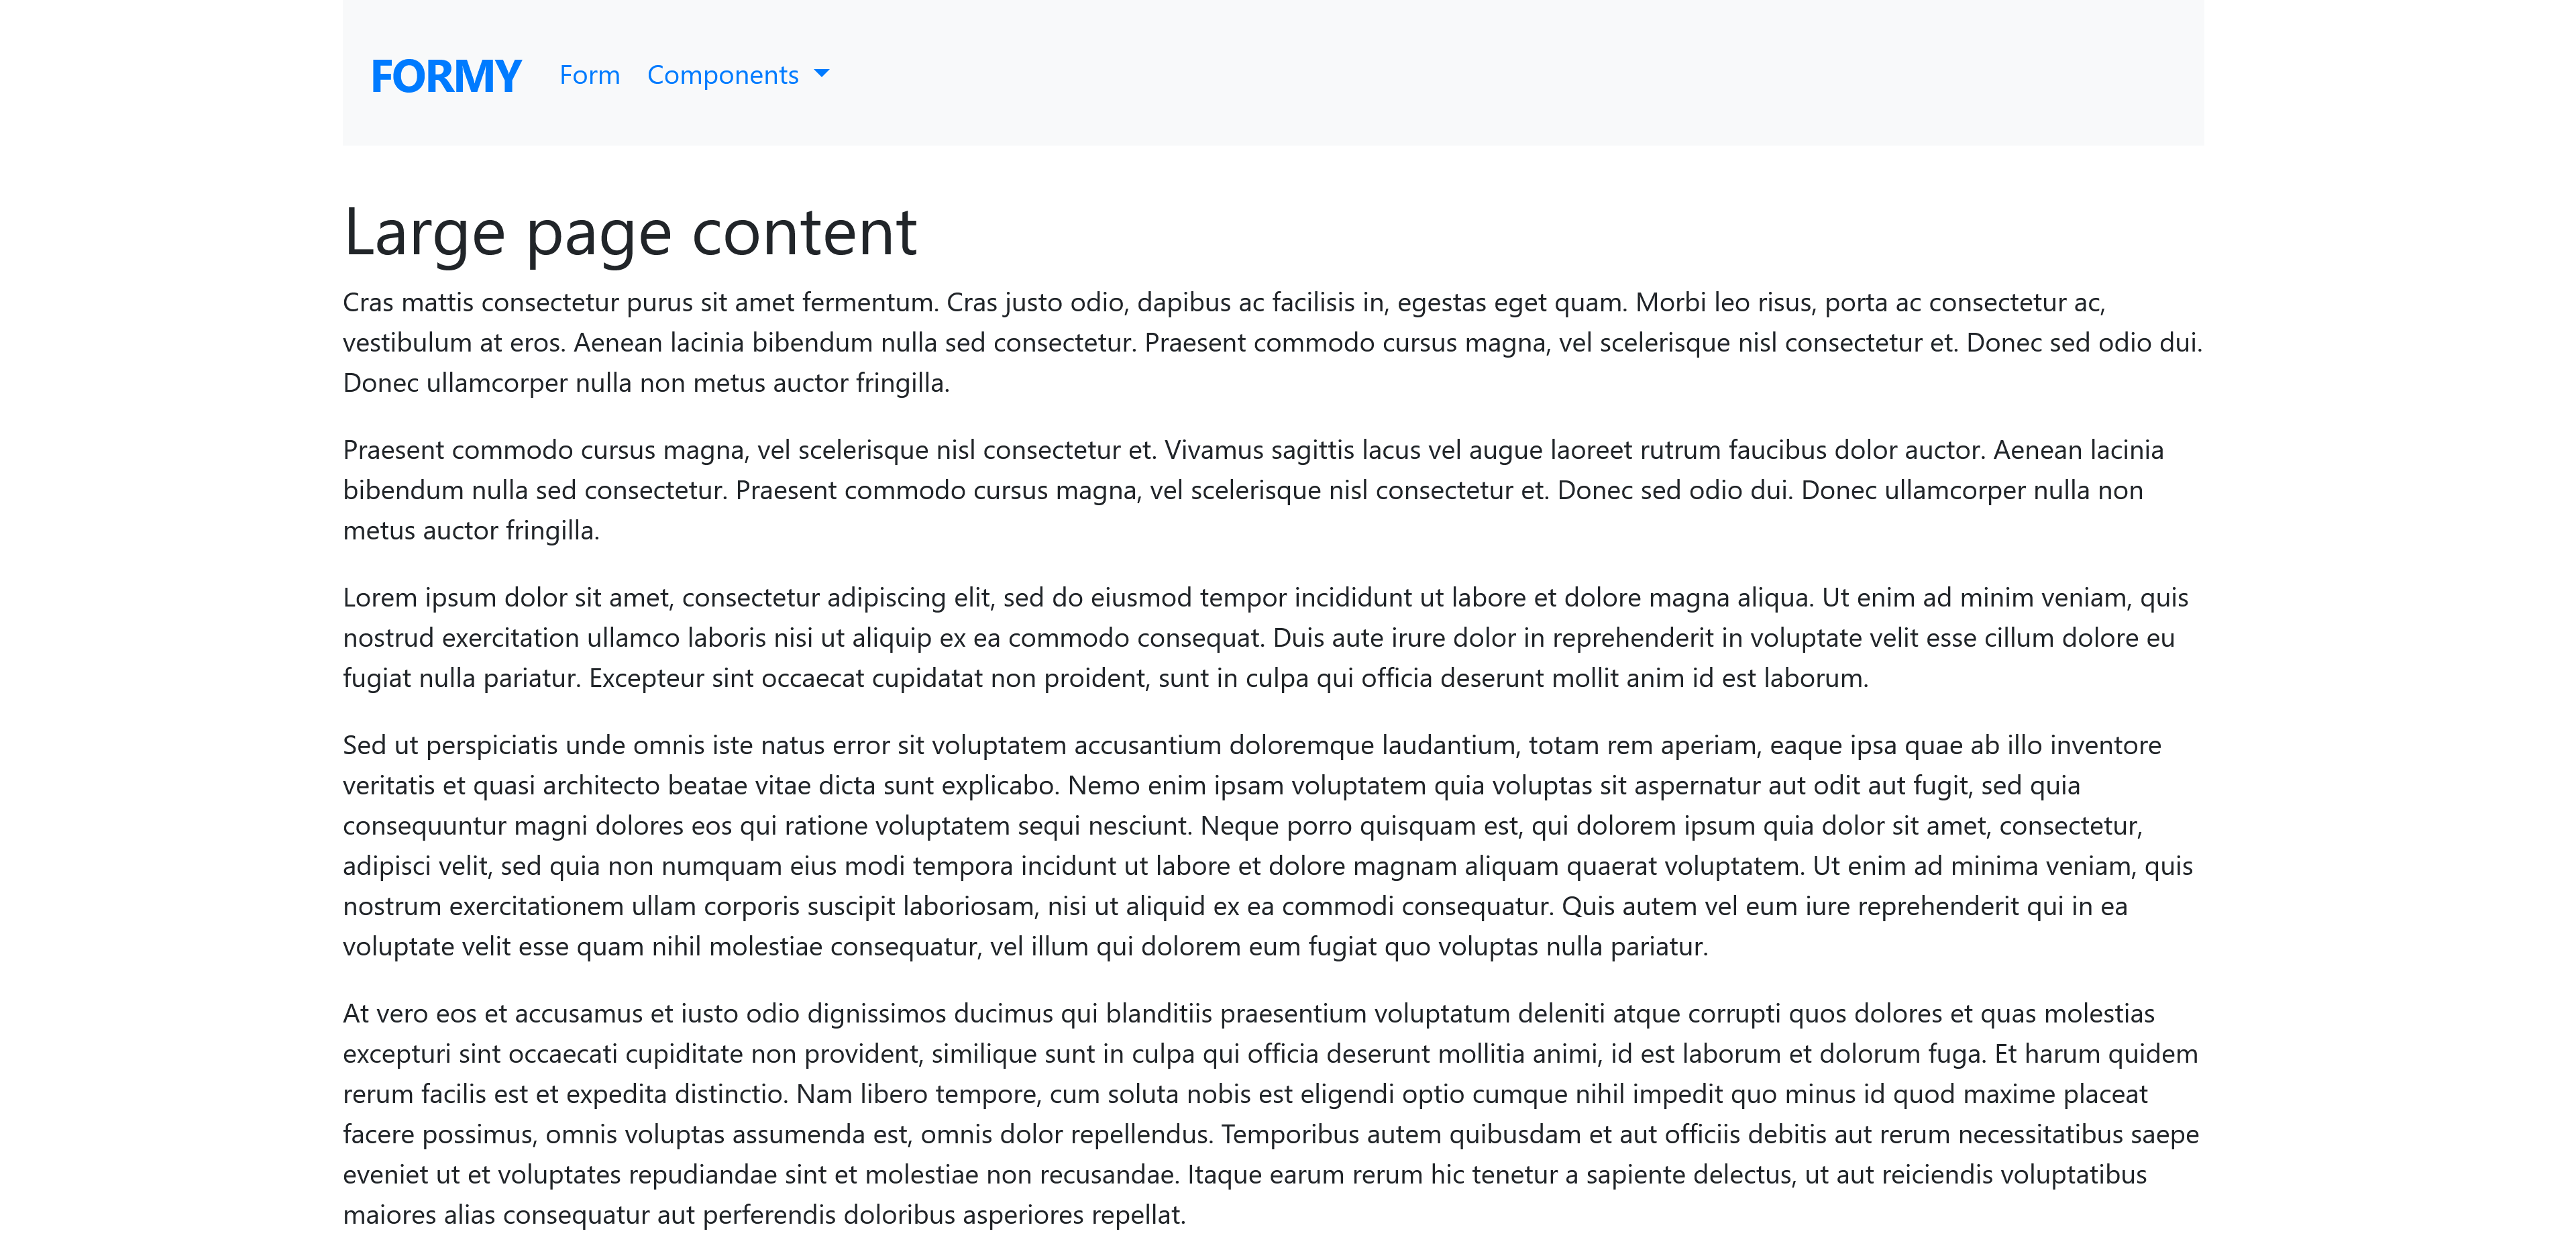 FORMY Form Components
Large page content
Cras mattis consectetur purus sit amet fermentum. Cras justo odio, dapibus ac facilisis in, egestas eget quam. Morbi leo risus, porta ac consectetur ac,
vestibulum at eros. Aenean lacinia bibendum nulla sed consectetur. Praesent commodo cursus magna, vel scelerisque nisl consectetur et. Donec sed odio dui.
Donec ullamcorper nulla non metus auctor fringilla.
Praesent commodo cursus magna, vel scelerisque nisl consectetur et. Vivamus sagittis lacus vel augue laoreet rutrum faucibus dolor auctor. Aenean lacinia
bibendum nulla sed consectetur. Praesent commodo cursus magna, vel scelerisque nisl consectetur et. Donec sed odio dui. Donec ullamcorper nulla non
metus auctor fringilla.
Lorem ipsum dolor sit amet, consectetur adipiscing elit, sed do eiusmod tempor incididunt ut labore et dolore magna aliqua. Ut enim ad minim veniam, quis
nostrud exercitation ullamco laboris nisi ut aliquip ex ea commodo consequat. Duis aute irure dolor in reprehenderit in voluptate velit esse cillum dolore eu
fugiat nulla pariatur. Excepteur sint occaecat cupidatat non proident, sunt in culpa qui officia deserunt mollit anim id est laborum.
Sed ut perspiciatis unde omnis iste natus error sit voluptatem accusantium doloremque laudantium, totam rem aperiam, eaque ipsa quae ab illo inventore
veritatis et quasi architecto beatae vitae dicta sunt explicabo. Nemo enim ipsam voluptatem quia voluptas sit aspernatur aut odit aut fugit, sed quia
consequuntur magni dolores eos qui ratione voluptatem sequi nesciunt. Neque porro quisquam est, qui dolorem ipsum quia dolor sit amet, consectetur,
adipisci velit, sed quia non numquam eius modi tempora incidunt ut labore et dolore magnam aliquam quaerat voluptatem. Ut enim ad minima veniam, quis
nostrum exercitationem ullam corporis suscipit laboriosam, nisi ut aliquid ex ea commodi consequatur. Quis autem vel eum iure reprehenderit qui in ea
voluptate velit esse quam nihil molestiae consequatur, vel illum qui dolorem eum fugiat quo voluptas nulla pariatur.
At vero eos et accusamus et iusto odio dignissimos ducimus qui blanditiis praesentium voluptatum deleniti atque corrupti quos dolores et quas molestias
excepturi sint occaecati cupiditate non provident, similique sunt in culpa qui officia deserunt mollitia animi, id est laborum et dolorum fuga. Et harum quidem
rerum facilis est et expedita distinctio. Nam libero tempore, cum soluta nobis est eligendi optio cumque nihil impedit quo minus id quod maxime placeat
facere possimus, omnis voluptas assumenda est, omnis dolor repellendus. Temporibus autem quibusdam et aut officiis debitis aut rerum necessitatibus saepe
eveniet ut et voluptates repudiandae sint et molestiae non recusandae. Itaque earum rerum hic tenetur a sapiente delectus, ut aut reiciendis voluptatibus
maiores alias consequatur aut perferendis doloribus asperiores repellat.